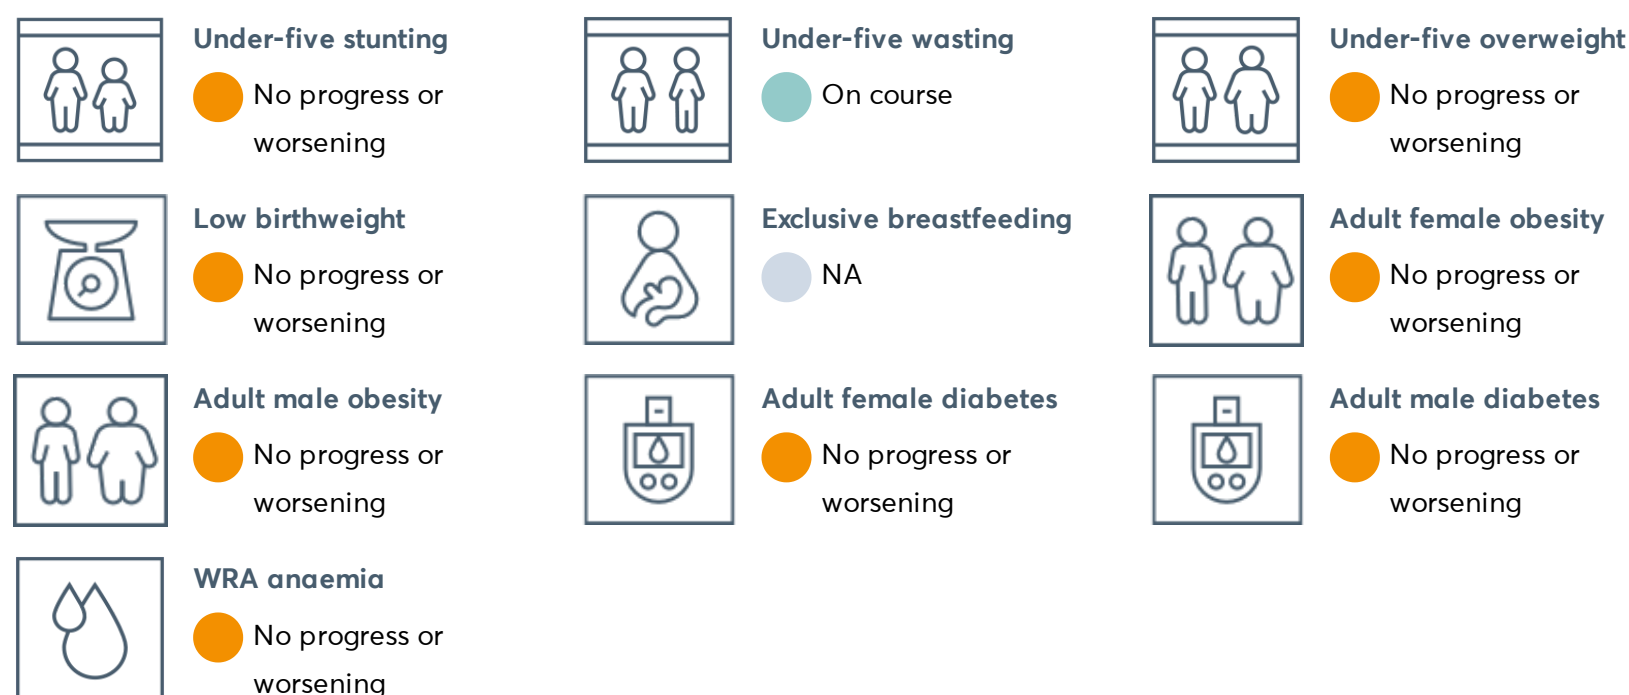 Under-five stunting
No progress or
worsening
Under-five wasting
On course
Under-five overweight
No progress or
worsening
Low birthweight
No progress or
worsening
Exclusive breastfeeding
NA
Adult female obesity
No progress or
worsening
Adult male obesity
No progress or
worsening
Adult female diabetes
No progress or
worsening
Adult male diabetes
No progress or
worsening
WRA anaemia
No progress or
worsening